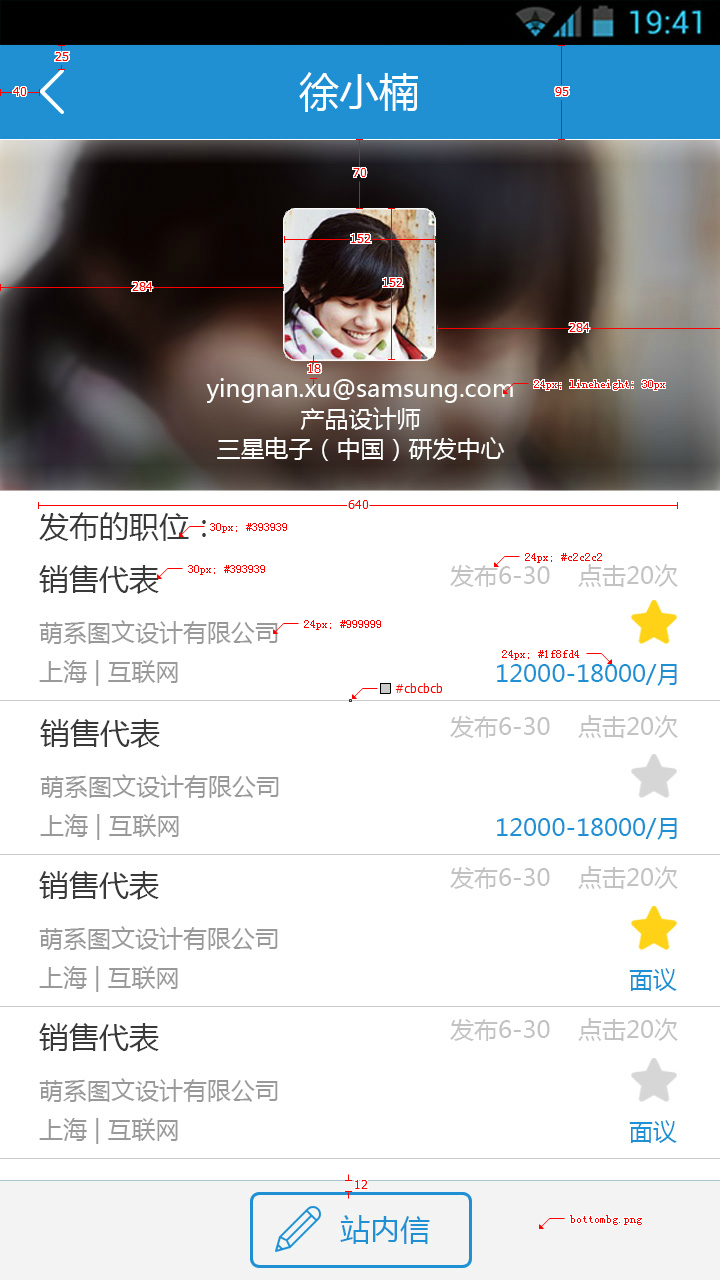 19:41
25
40
徐小楠
95
70
152
152
284
284
18
yingnan.xu@samsung.com
24px; lineheight: 30px
产品设计师
三星电子（中国）研发中心
640
发布的职位：
30px; #393939
销售代表
30px; #393939
24px; #c2c2c2
发布6-30 点击20次
萌系图文设计有限公司
24px; #999999
24px; #1f8fd4
上海 | 互联网
12000-18000/月
#cbcbcb
销售代表
发布6-30 点击20次
萌系图文设计有限公司
上海 | 互联网
12000-18000/月
销售代表
发布6-30 点击20次
萌系图文设计有限公司
上海 | 互联网
面议
销售代表
发布6-30 点击20次
萌系图文设计有限公司
上海 | 互联网
面议
12
站内信
bottombg.png